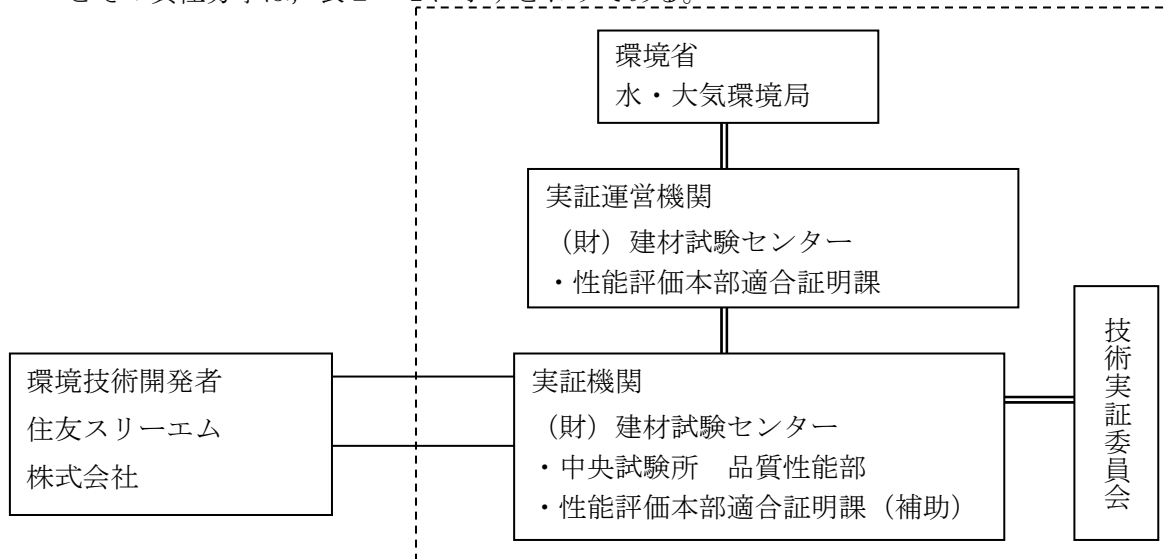 環境省
水・大気環境局
実証運営機関
（財）建材試験センター
・性能評価本部適合証明課
技術実証委員会
環境技術開発者
住友スリーエム
株式会社
実証機関
（財）建材試験センター
・中央試験所　品質性能部
・性能評価本部適合証明課（補助）